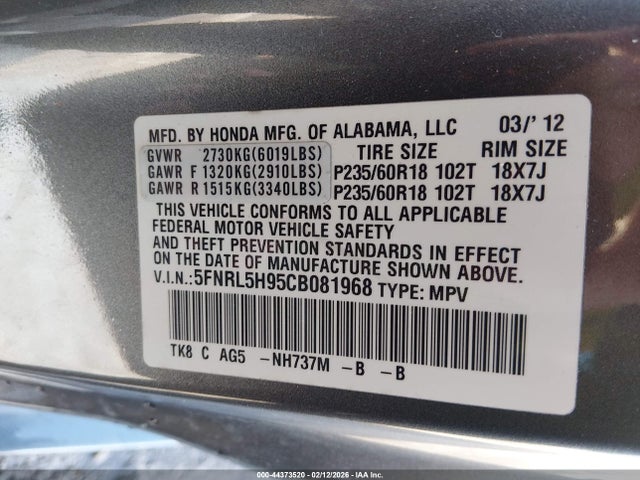 MFD. BY HONDA MFG. OF ALABAMA, LLC 03/' 12
GVWR 2730KG(6019LBS) TIRE SIZE RIM SIZE
GAWR F 1320KG(2910LBS) P235/60R18 102T 18X7J
GAWR R 1515KG(3340LBS) P235/60R18 102T 18X7J
THIS VEHICLE CONFORMS TO ALL APPLICABLE
FEDERAL MOTOR VEHICLE SAFETY
AND THEFT PREVENTION STANDARDS IN EFFECT
ON THE DATE OF MANUFACTURE SHOWN ABOVE.
V.I.N.:5FNRL5H95CB081968 TYPE: MPV
TK8 C AG5 -NH737M -B -B
000-44373520 - 02/12/2026 - IAA Inc.